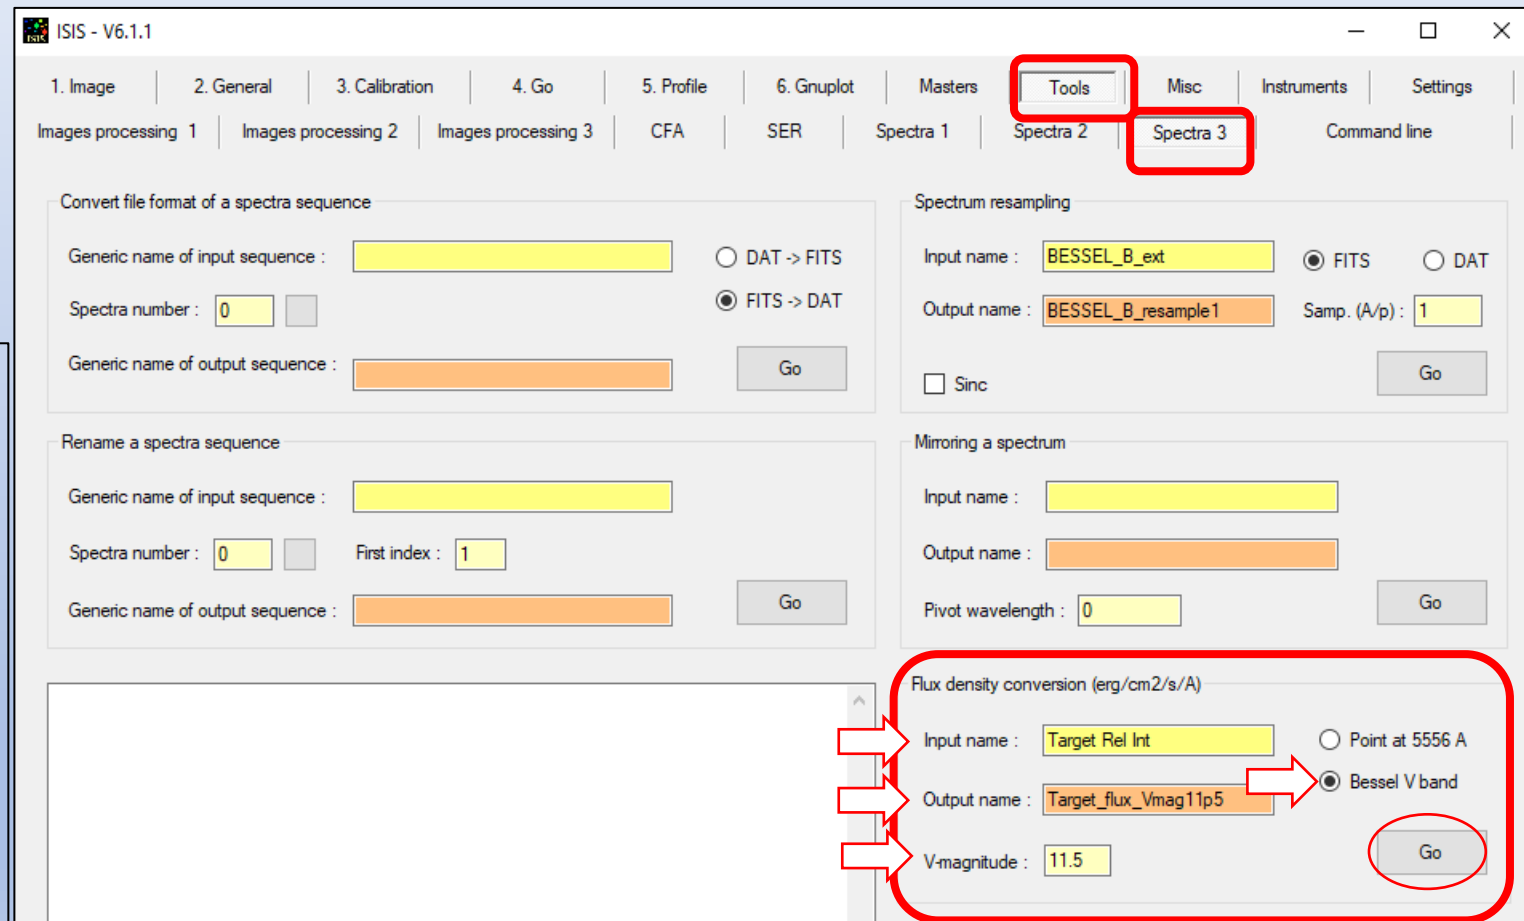 ISIS - V6.1.1
1. Image 2. General 3. Calibration 4. Go 5. Profile 6. Gnuplot Masters Tools Misc Instruments Settings
Images processing 1 Images processing 2 Images processing 3 CFA SER Spectra 1 Spectra 2 Spectra 3 Command line
Convert file format of a spectra sequence
Generic name of input sequence :
DAT -> FITS
Spectra number : 0
FITS -> DAT
Generic name of output sequence :
Go
Spectrum resampling
Input name : BESSEL_B_ext
FITS DAT
Output name : BESSEL_B_resample1
Samp. (A/p) : 1
Sinc
Go
Rename a spectra sequence
Generic name of input sequence :
Spectra number : 0 First index : 1
Generic name of output sequence :
Go
Mirroring a spectrum
Input name :
Output name :
Pivot wavelength : 0
Go
Flux density conversion (erg/cm2/s/A)
Input name : Target Rel Int
Point at 5556 A
Bessel V band
Output name : Target_flux_Vmag11p5
V-magnitude : 11.5
Go